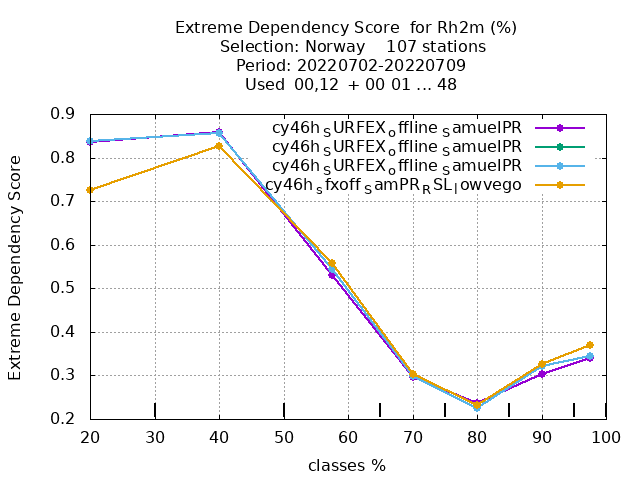 Extreme Dependency Score for Rh2m (%)
Selection: Norway 107 stations
Period: 20220702-20220709
Used 00,12 + 00 01 ... 48
cy46h_SURFEX_offline_SamuelPR
cy46h_SURFEX_offline_SamuelPR
cy46h_SURFEX_offline_SamuelPR
cy46h_sfxoff_SamPR_RSL_lowvego
Extreme Dependency Score
0.9
0.8
0.7
0.6
0.5
0.4
0.3
0.2
20 30 40 50 60 70 80 90 100
classes %